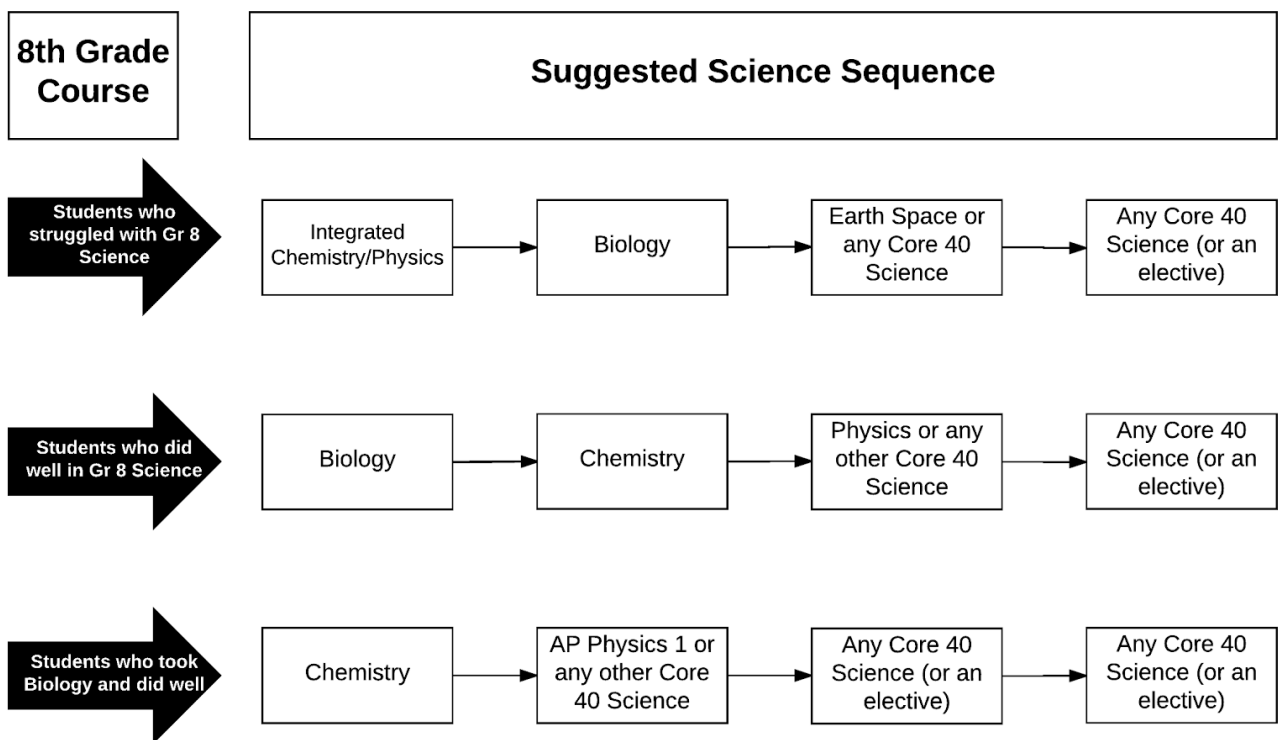 8th Grade
Course
Suggested Science Sequence
Students who
struggled with Gr 8
Science
Integrated
Chemistry/Physics
Biology
Earth Space or
any Core 40
Science
Any Core 40
Science (or an
elective)
Students who did
well in Gr 8 Science
Biology
Chemistry
Physics or any
other Core 40
Science
Any Core 40
Science (or an
elective)
Students who took
Biology and did well
Chemistry
AP Physics 1 or
any other Core
40 Science
Any Core 40
Science (or an
elective)
Any Core 40
Science (or an
elective)